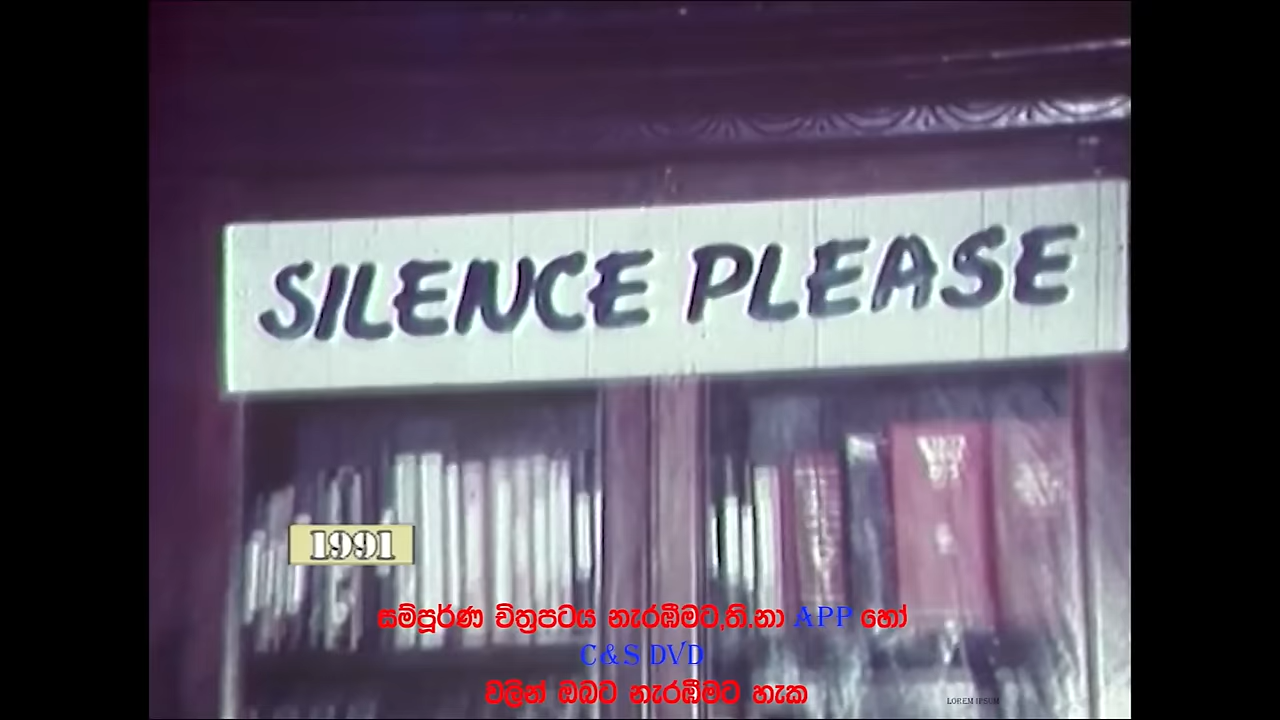 SILENCE PLEASE
1991
සම්පූර්ණ චිත්‍රපටය නැරඹීමට,ති.නා APP හෝ
C&S DVD
වලින් ඔබට නැරඹීමට හැක
LOREM IPSUM